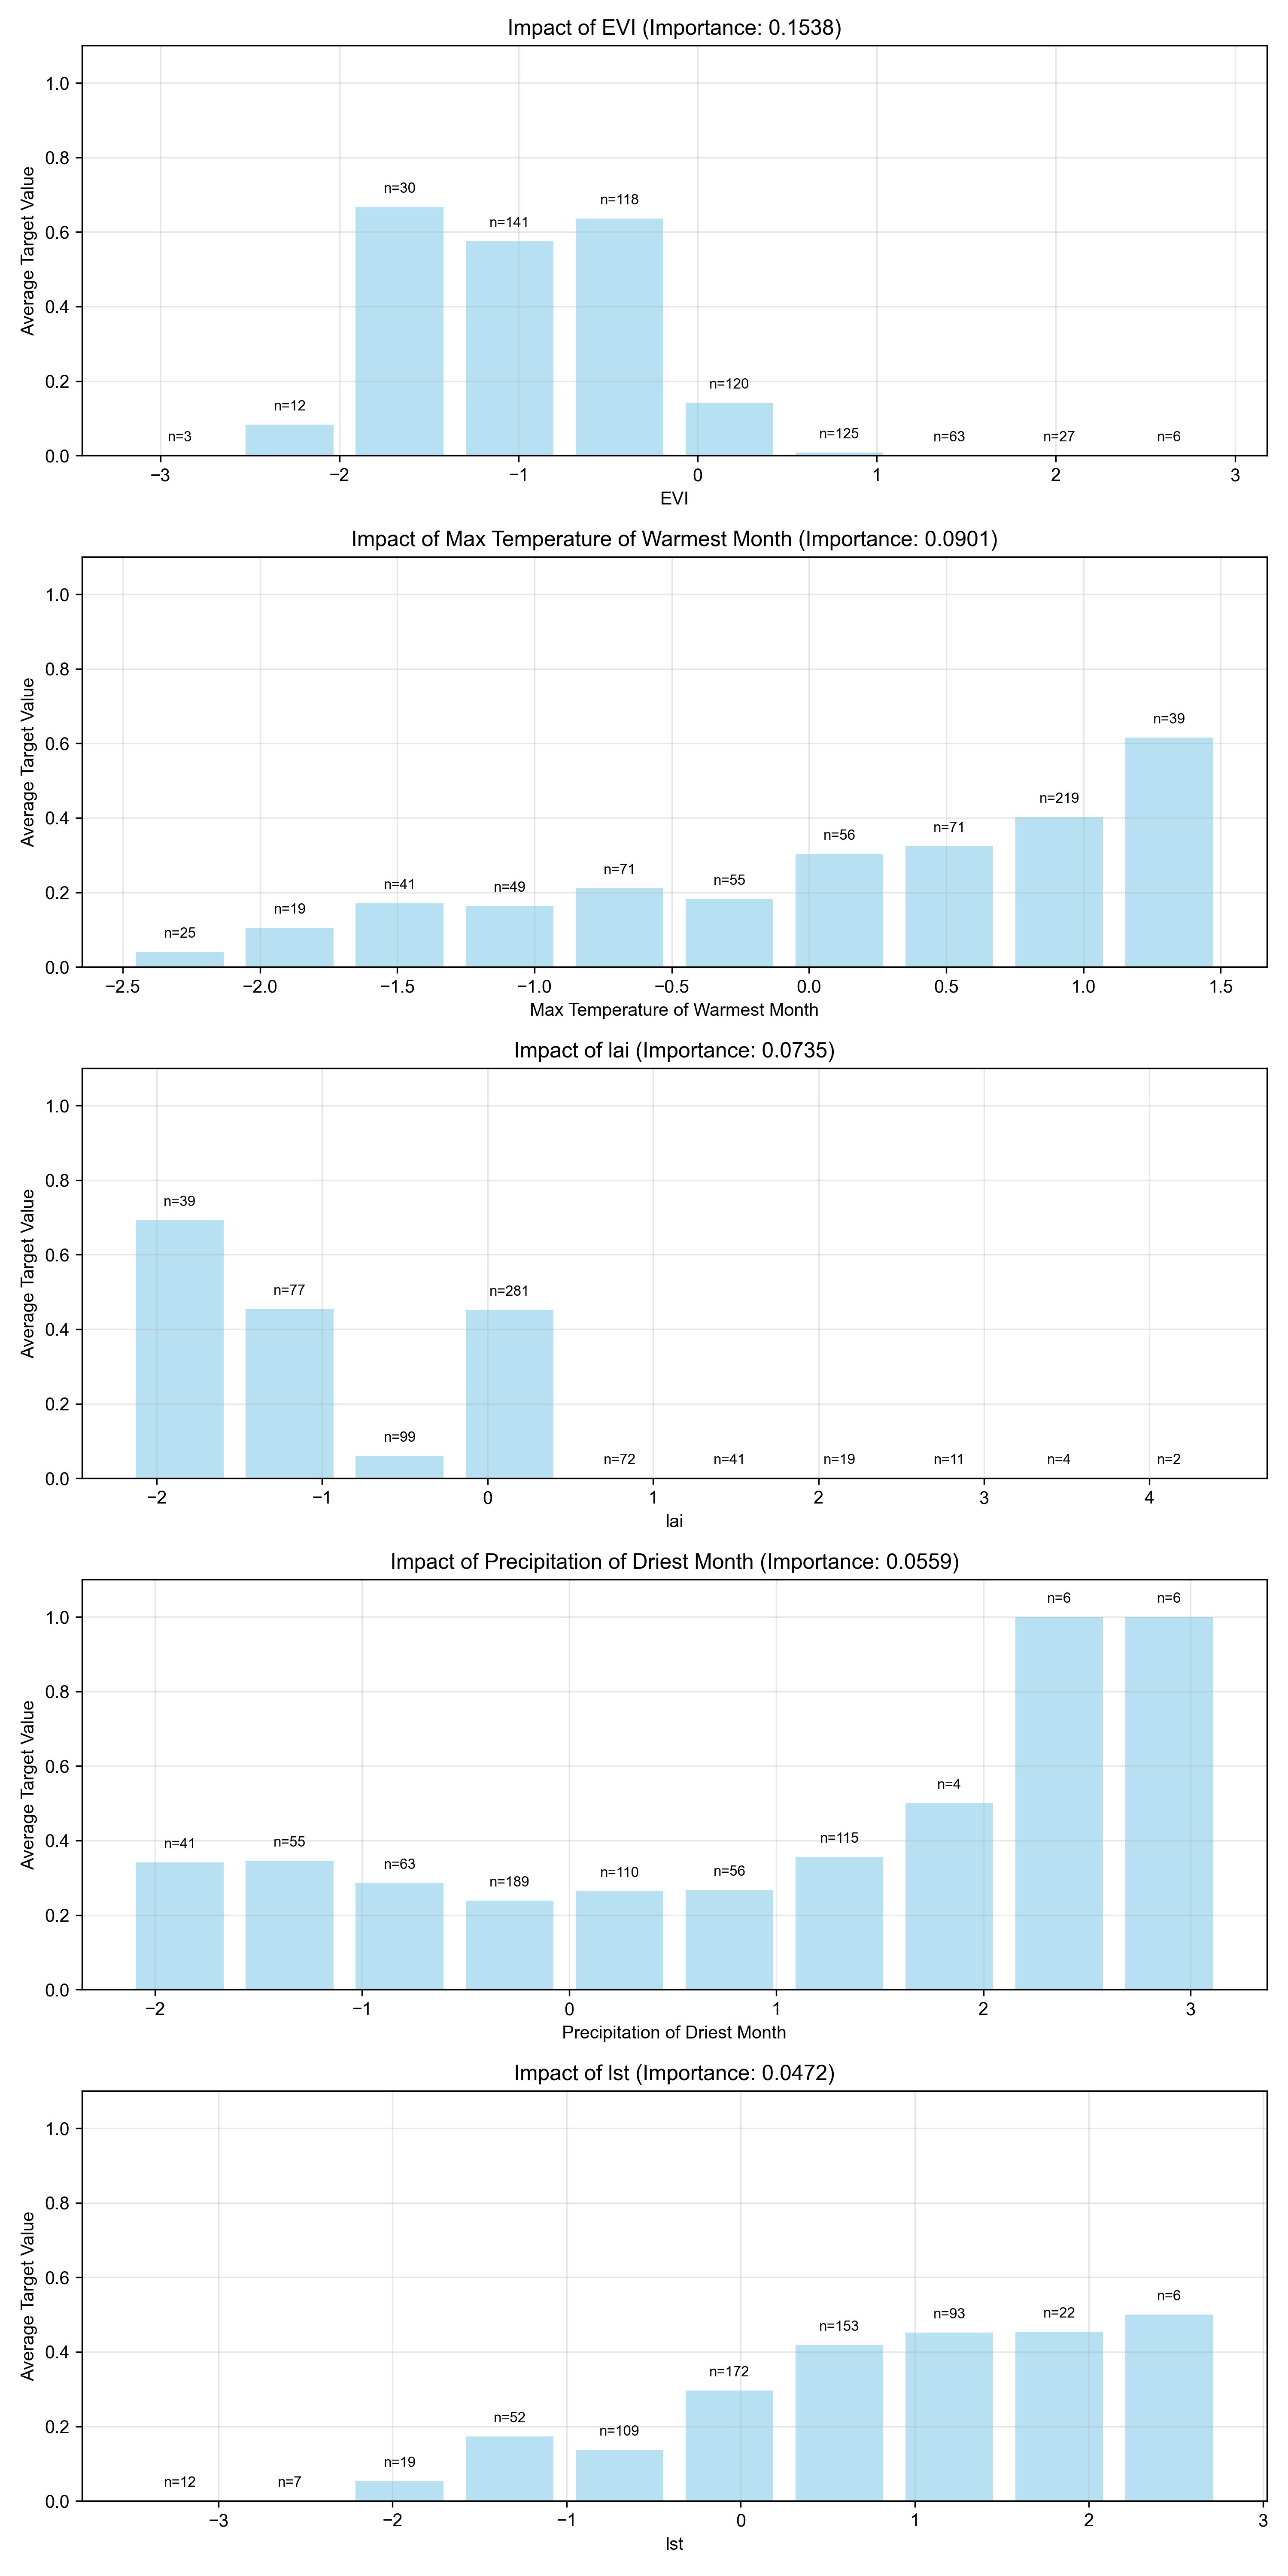 Impact of EVI (Importance: 0.1538)
Average Target Value
1.0
0.8
0.6
0.4
0.2
0.0
n=3
n=12
n=30
n=141
n=118
n=120
n=125
n=63
n=27
n=6
−3
−2
−1
0
1
2
3
EVI
Impact of Max Temperature of Warmest Month (Importance: 0.0901)
Average Target Value
1.0
0.8
0.6
0.4
0.2
0.0
n=25
n=19
n=41
n=49
n=71
n=55
n=56
n=71
n=219
n=39
−2.5
−2.0
−1.5
−1.0
−0.5
0.0
0.5
1.0
1.5
Max Temperature of Warmest Month
Impact of lai (Importance: 0.0735)
Average Target Value
1.0
0.8
0.6
0.4
0.2
0.0
n=39
n=77
n=99
n=281
n=72
n=41
n=19
n=11
n=4
n=2
−2
−1
0
1
2
3
4
lai
Impact of Precipitation of Driest Month (Importance: 0.0559)
Average Target Value
1.0
0.8
0.6
0.4
0.2
0.0
n=41
n=55
n=63
n=189
n=110
n=56
n=115
n=4
n=6
n=6
−2
−1
0
1
2
3
Precipitation of Driest Month
Impact of lst (Importance: 0.0472)
Average Target Value
1.0
0.8
0.6
0.4
0.2
0.0
n=12
n=7
n=19
n=52
n=109
n=172
n=153
n=93
n=22
n=6
−3
−2
−1
0
1
2
3
lst